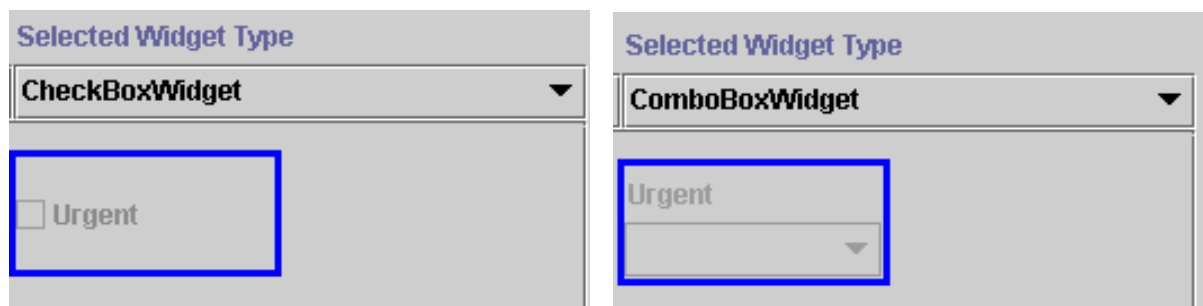 Selected Widget Type
CheckBoxWidget
Urgent
Selected Widget Type
ComboBoxWidget
Urgent